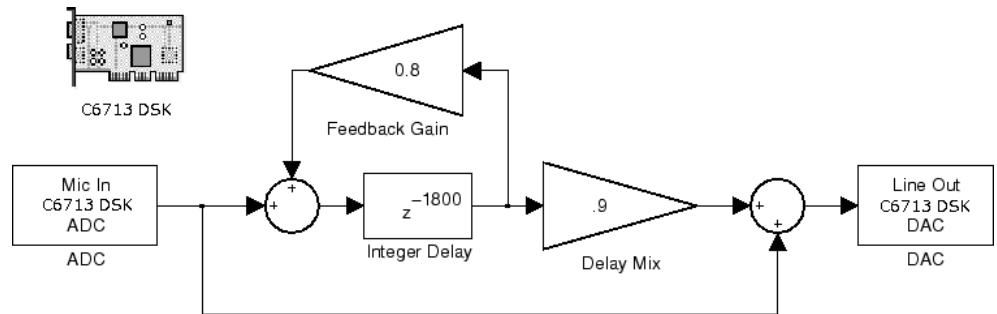 C6713 DSK
0.8
Feedback Gain
Mic In
C6713 DSK
ADC
ADC
+
+
z^-1800
Integer Delay
.9
Delay Mix
+
+
Line Out
C6713 DSK
DAC
DAC